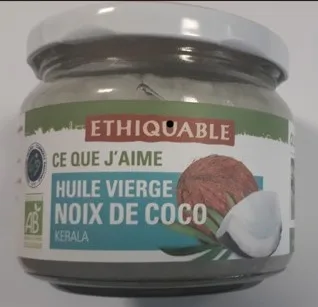 ETHIQUABLE
CE QUE J'AIME
HUILE VIERGE
NOIX DE COCO
KERALA
AB